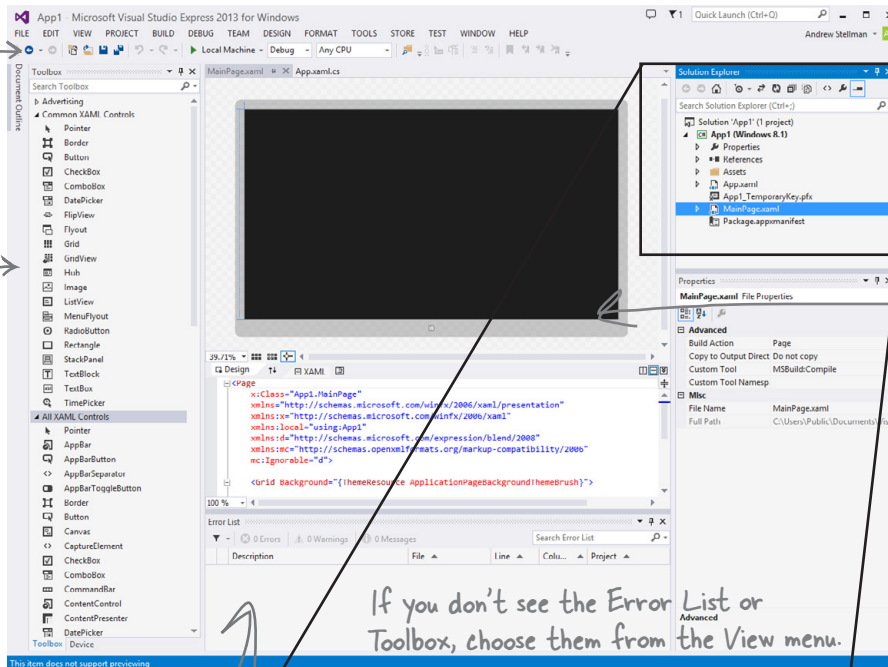 App1 - Microsoft Visual Studio Express 2013 for Windows
1
Quick Launch (Ctrl+Q)
FILE EDIT VIEW PROJECT BUILD DEBUG TEAM DESIGN FORMAT TOOLS STORE TEST WINDOW HELP
Andrew Stellman
Local Machine
Debug
Any CPU
Document Outline
Toolbox
Search Toolbox
Advertising
Common XAML Controls
Pointer
Border
Button
CheckBox
ComboBox
DatePicker
FlipView
Flyout
Grid
GridView
Hub
Image
ListView
MenuFlyout
RadioButton
Rectangle
StackPanel
TextBlock
TextBox
TimePicker
All XAML Controls
Pointer
AppBar
AppBarButton
AppBarSeparator
AppBarToggleButton
Border
Button
Canvas
CaptureElement
CheckBox
ComboBox
CommandBar
ContentControl
ContentPresenter
DatePicker
Toolbox Device
MainPage.xaml
App.xaml.cs
39.71%
Design
XAML
<Page
x:Class="App1.MainPage"
xmlns="http://schemas.microsoft.com/winfx/2006/xaml/presentation"
xmlns:x="http://schemas.microsoft.com/winfx/2006/xaml"
xmlns:local="using:App1"
xmlns:d="http://schemas.microsoft.com/expression/blend/2008"
xmlns:mc="http://schemas.openxmlformats.org/markup-compatibility/2006"
mc:Ignorable="d">
<Grid Background="{ThemeResource ApplicationPageBackgroundThemeBrush}">
100 %
Error List
0 Errors
0 Warnings
0 Messages
Search Error List
Description
File
Line
Colu...
Project
If you don't see the Error List or
Toolbox, choose them from the View menu.
Solution Explorer
Search Solution Explorer (Ctrl+;)
Solution 'App1' (1 project)
App1 (Windows 8.1)
Properties
References
Assets
App.xaml
App1_TemporaryKey.pfx
MainPage.xaml
Package.appxmanifest
Properties
MainPage.xaml File Properties
Advanced
Build Action Page
Copy to Output Direct Do not copy
Custom Tool MSBuild:Compile
Custom Tool Namesp
Misc
File Name MainPage.xaml
Full Path C:\Users\Public\Documents\Vis
Advanced
This item does not support previewing